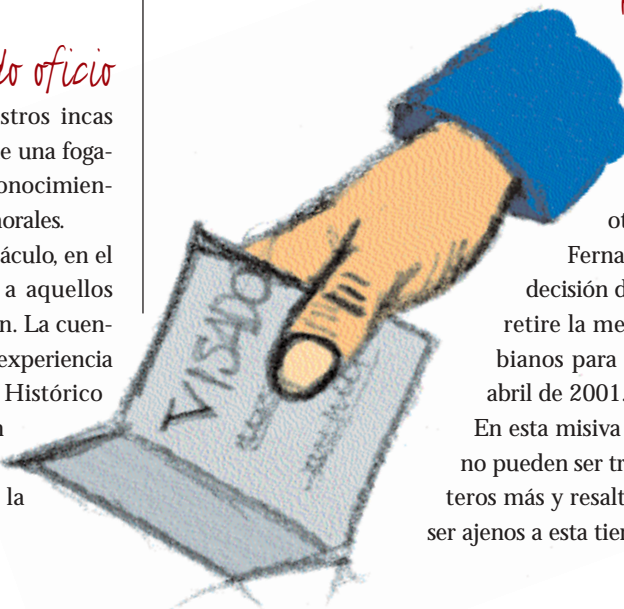 do oficio
stros incas
e una foga-
onocimien-
orales.
áculo, en el
a aquellos
n. La cuen-
experiencia
Histórico
la
VISADO
ot
Ferna
decisión d
retire la me
bianos para
abril de 2001.
En esta misiva
no pueden ser tr
teros más y resalt
ser ajenos a esta tier